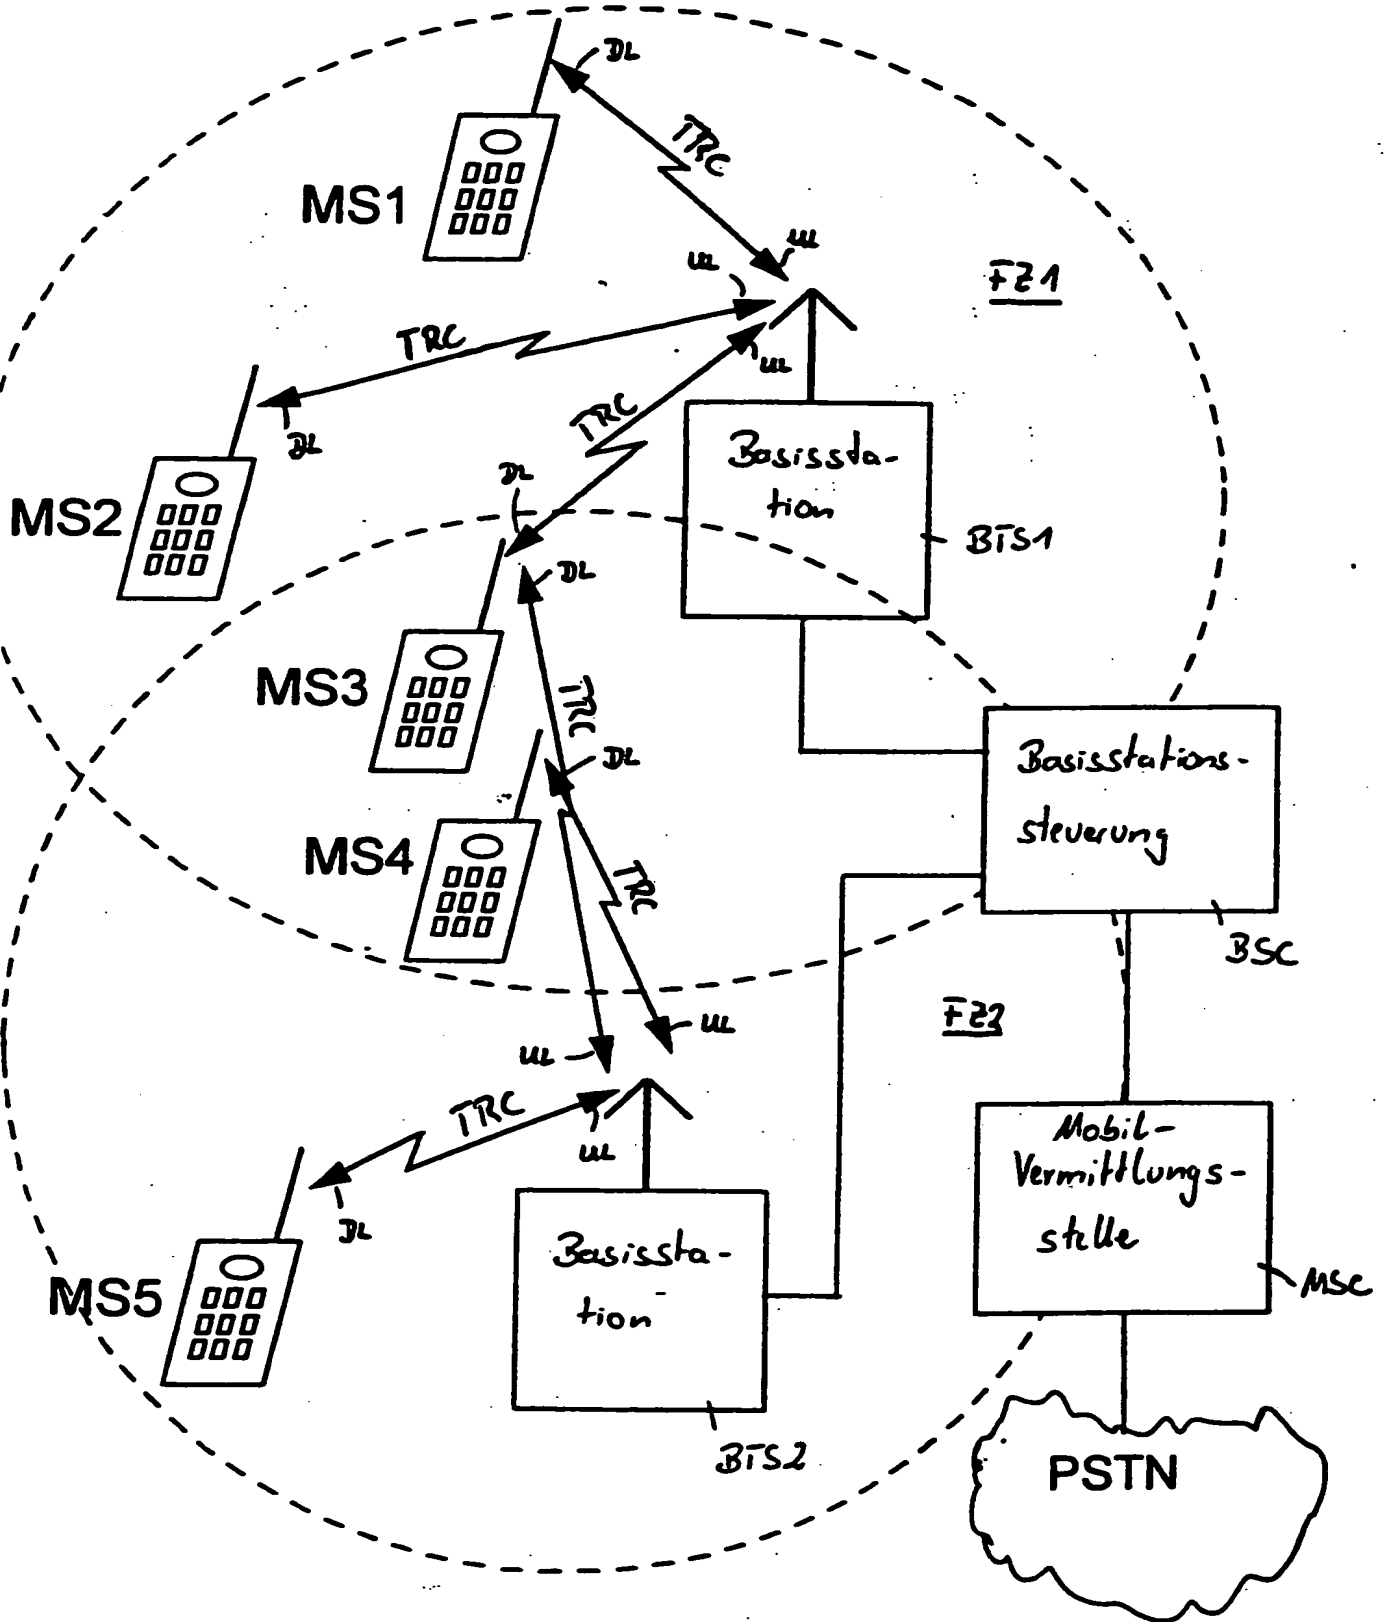 DL
TRC
MS1
UL
UL
FZ1
TRC
UL
DL
TRC
Basissta-
tion
DL
MS2
BTS1
DL
MS3
TRC
DL
Basisstations-
steuerung
MS4
TRC
BSC
FZ2
UL
UL
TRC
UL
Mobil-
Vermittlungs-
stelle
DL
Basissta-
tion
MS5
MSC
BTS2
PSTN